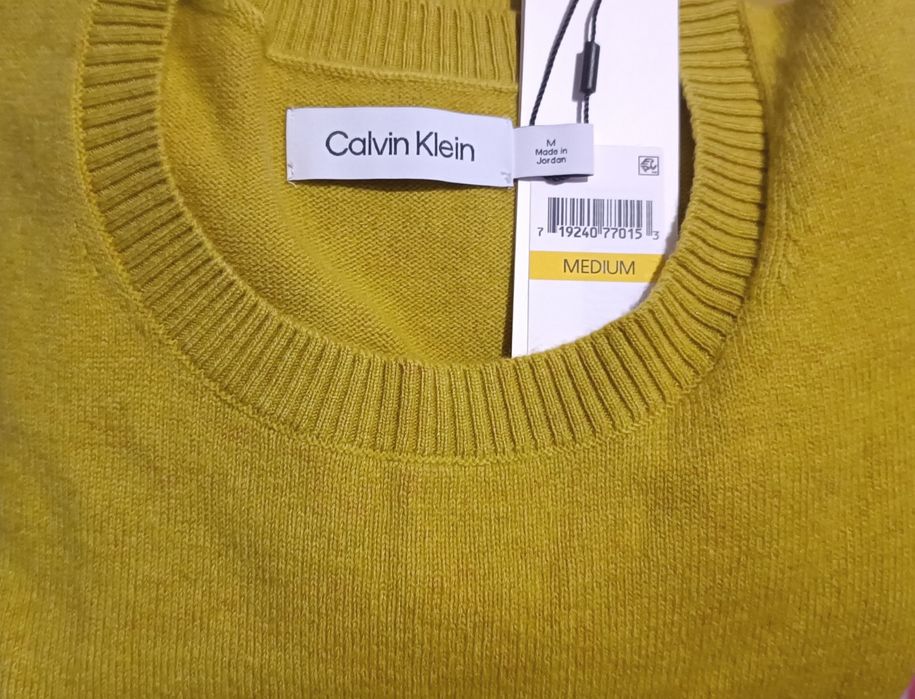 Calvin Klein
M
Made in
Jordan
7 19240 77015 3
MEDIUM